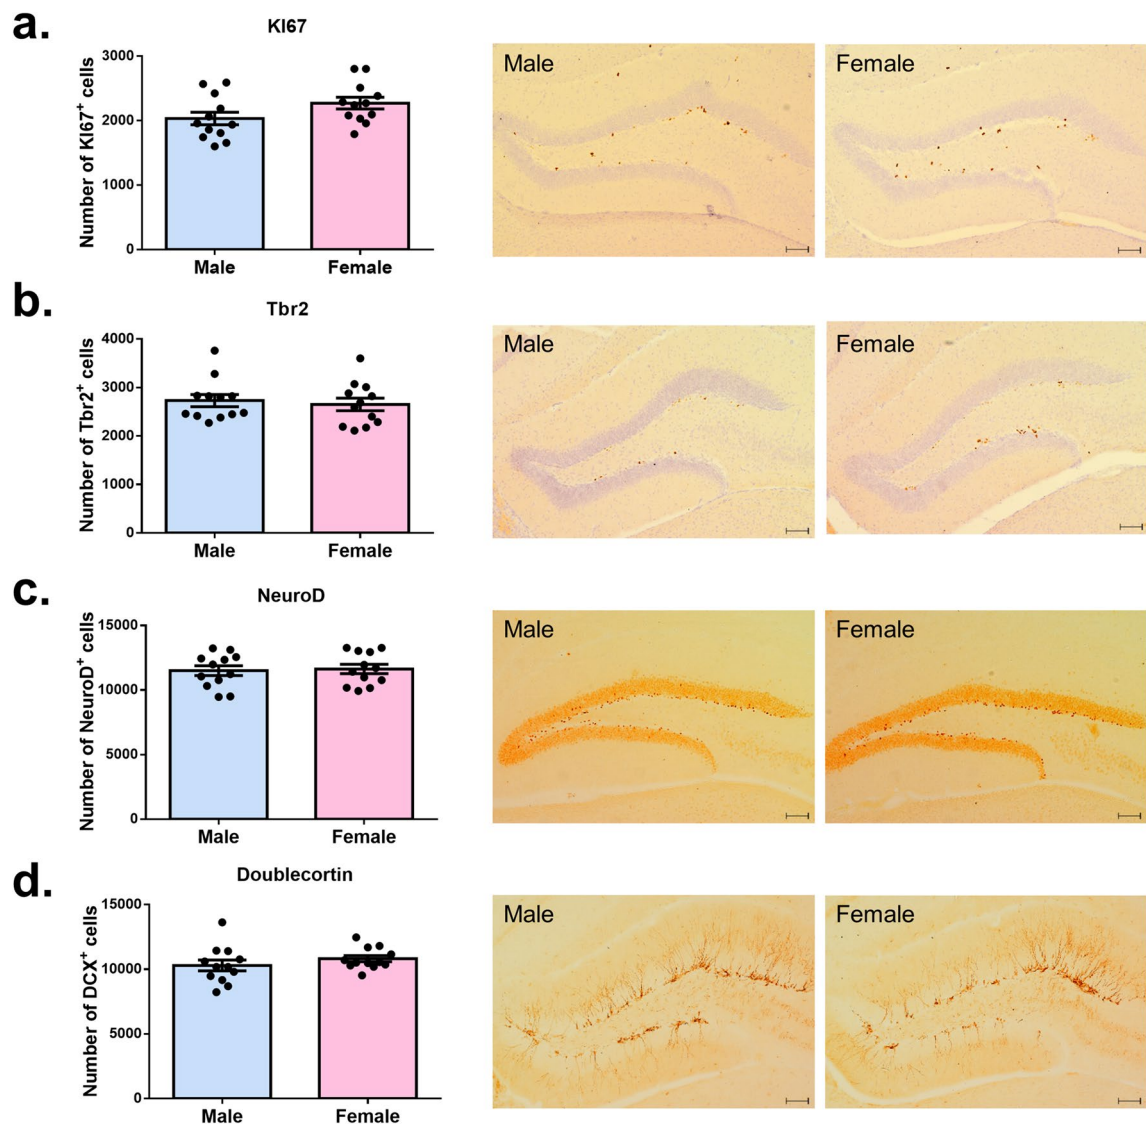 a.
KI67
Number of KI67⁺ cells
3000
2000
1000
0
Male
Female
Male
Female
b.
Tbr2
Number of Tbr2⁺ cells
4000
3000
2000
1000
0
Male
Female
Male
Female
c.
NeuroD
Number of NeuroD⁺ cells
15000
10000
5000
0
Male
Female
Male
Female
d.
Doublecortin
Number of DCX⁺ cells
15000
10000
5000
0
Male
Female
Male
Female